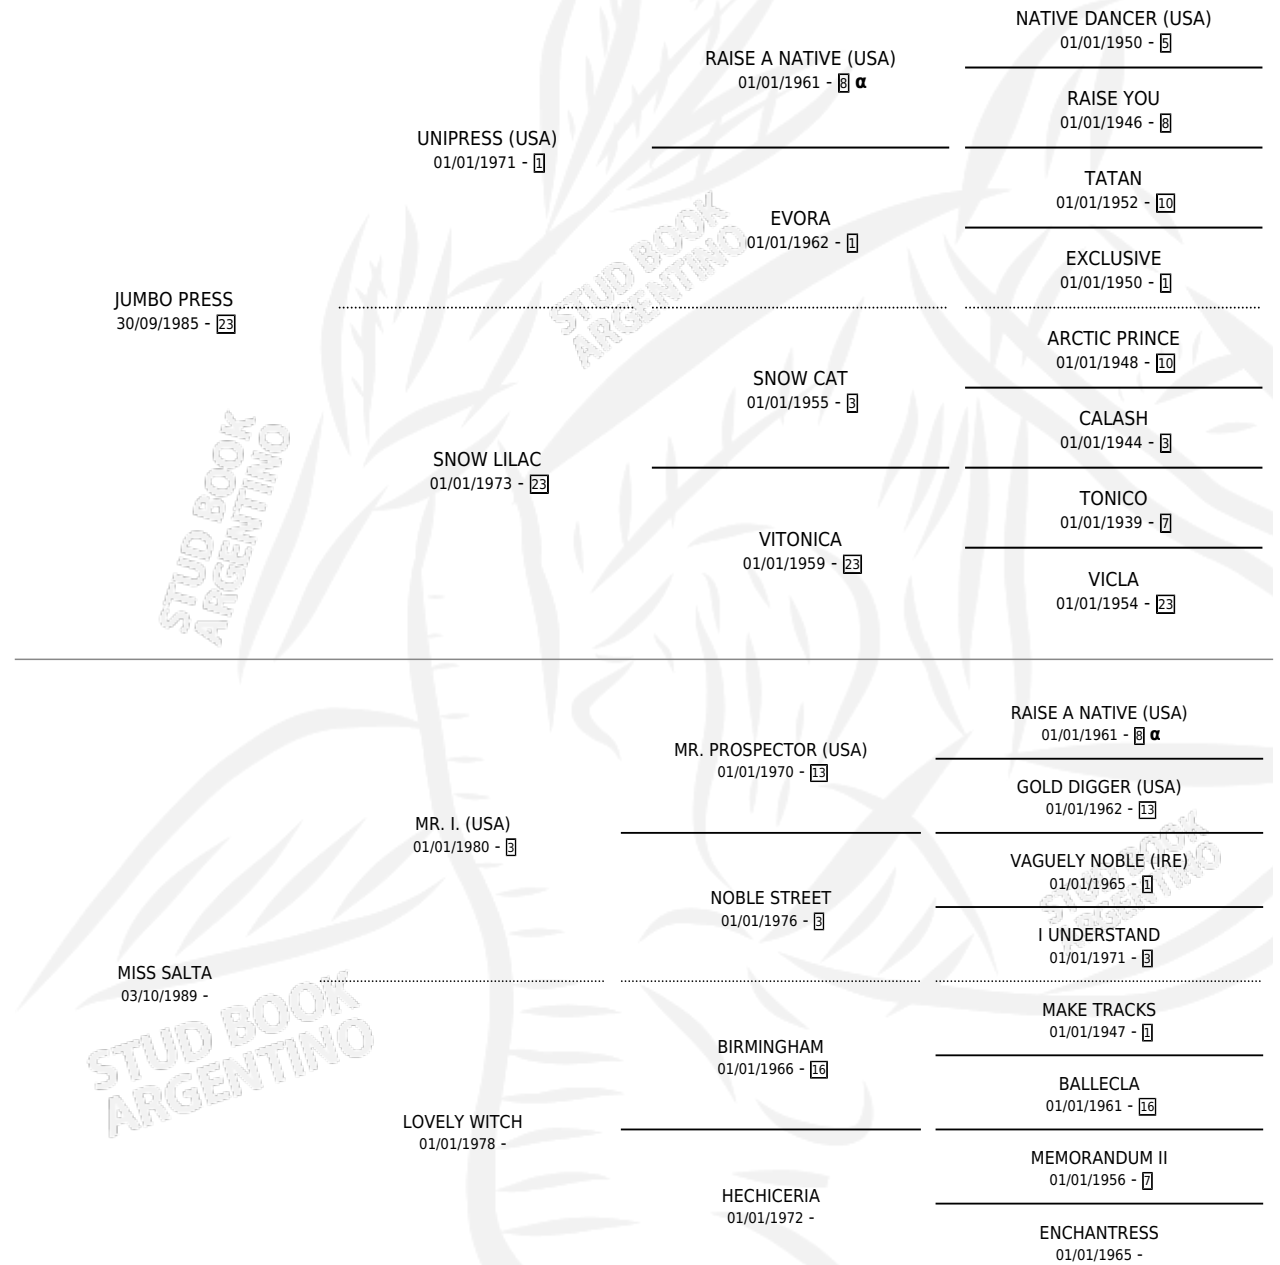 NATIVE DANCER (USA)
01/01/1950 - 5
RAISE A NATIVE (USA)
01/01/1961 - 8 α
RAISE YOU
01/01/1946 - 8
UNIPRESS (USA)
01/01/1971 - 1
TATAN
01/01/1952 - 10
EVORA
01/01/1962 - 1
EXCLUSIVE
01/01/1950 - 1
JUMBO PRESS
30/09/1985 - 23
ARCTIC PRINCE
01/01/1948 - 10
SNOW CAT
01/01/1955 - 3
CALASH
01/01/1944 - 3
SNOW LILAC
01/01/1973 - 23
TONICO
01/01/1939 - 7
VITONICA
01/01/1959 - 23
VICLA
01/01/1954 - 23
RAISE A NATIVE (USA)
01/01/1961 - 8 α
MR. PROSPECTOR (USA)
01/01/1970 - 13
GOLD DIGGER (USA)
01/01/1962 - 13
MR. I. (USA)
01/01/1980 - 3
VAGUELY NOBLE (IRE)
01/01/1965 - 1
NOBLE STREET
01/01/1976 - 3
I UNDERSTAND
01/01/1971 - 3
MISS SALTA
03/10/1989 -
MAKE TRACKS
01/01/1947 - 1
BIRMINGHAM
01/01/1966 - 16
BALLECLA
01/01/1961 - 16
LOVELY WITCH
01/01/1978 -
MEMORANDUM II
01/01/1956 - 7
HECHICERIA
01/01/1972 -
ENCHANTRESS
01/01/1965 -
STUD BOOK
ARGENTINO
STUD BOOK
ARGENTINO
STUD BOOK
ARGENTINO
STUD BOOK
ARGENTINO